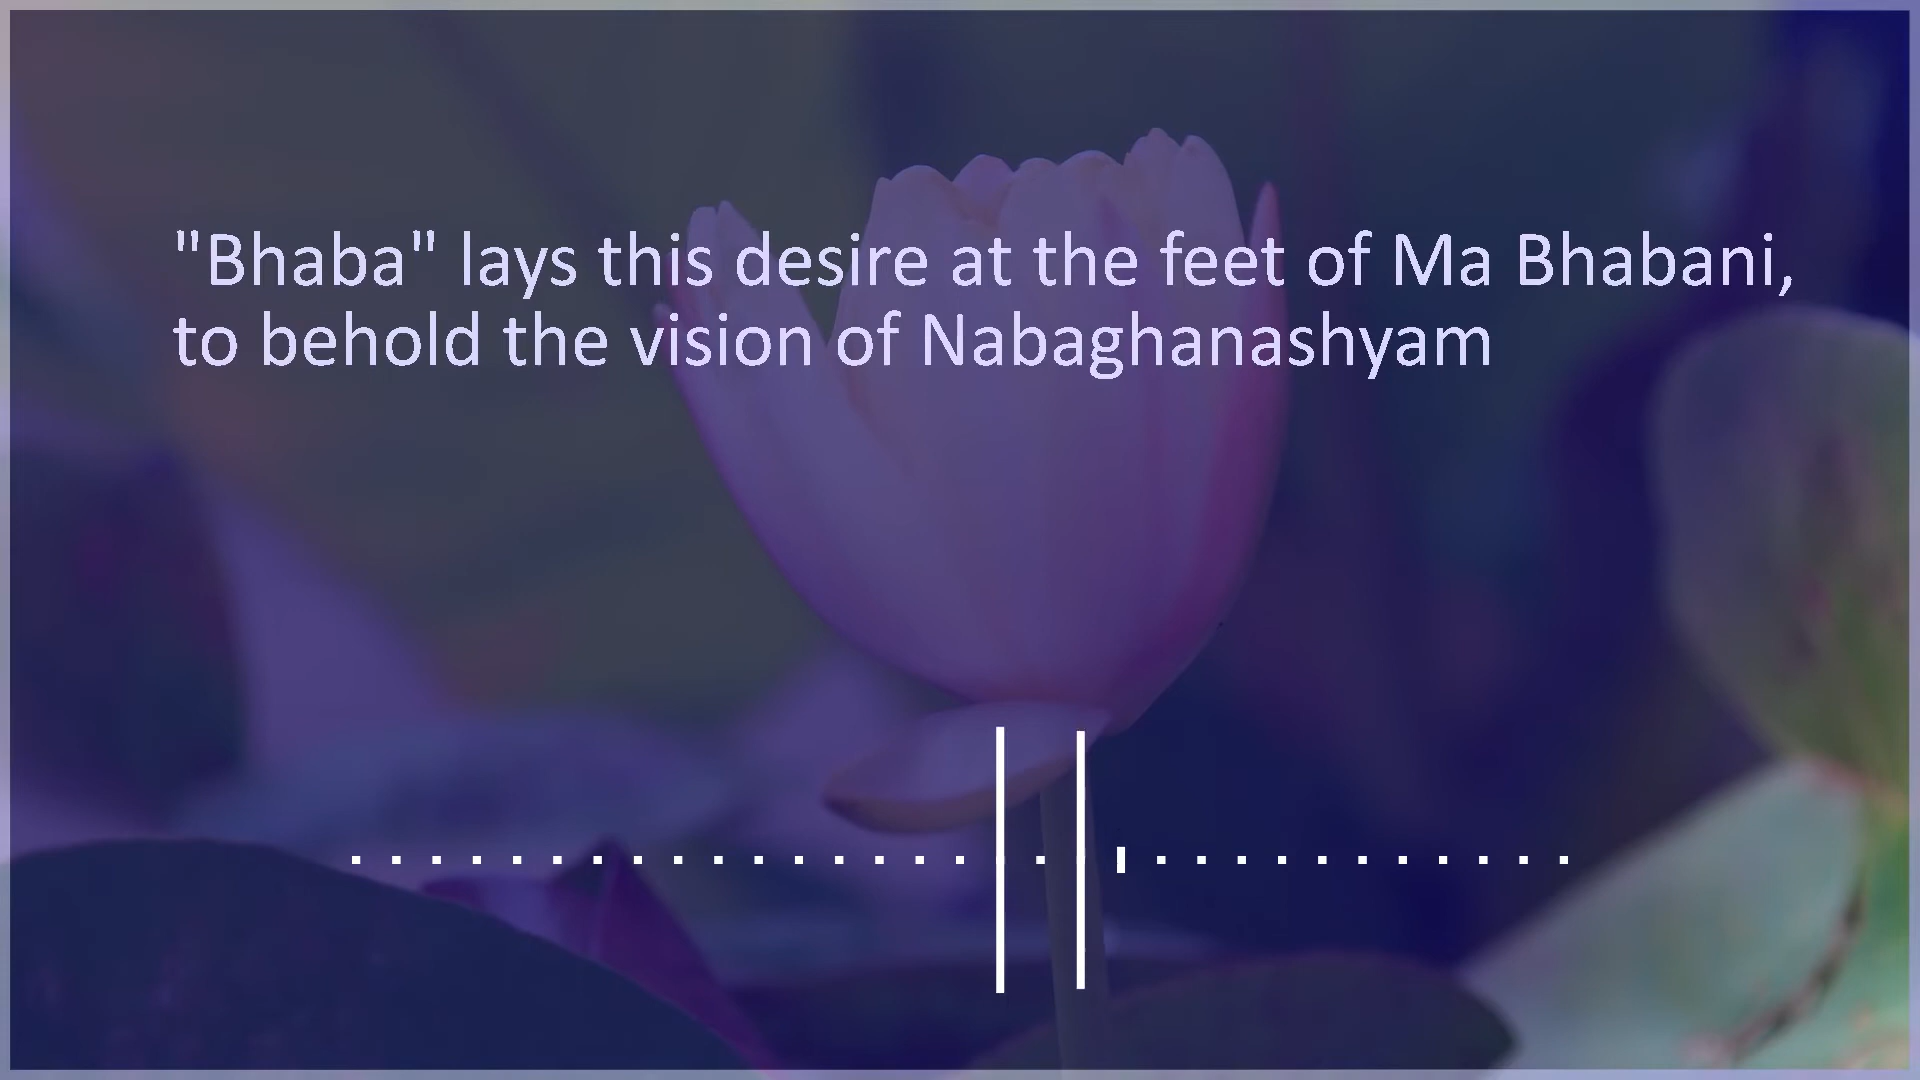 "Bhaba" lays this desire at the feet of Ma Bhabani,
to behold the vision of Nabaghanashyam